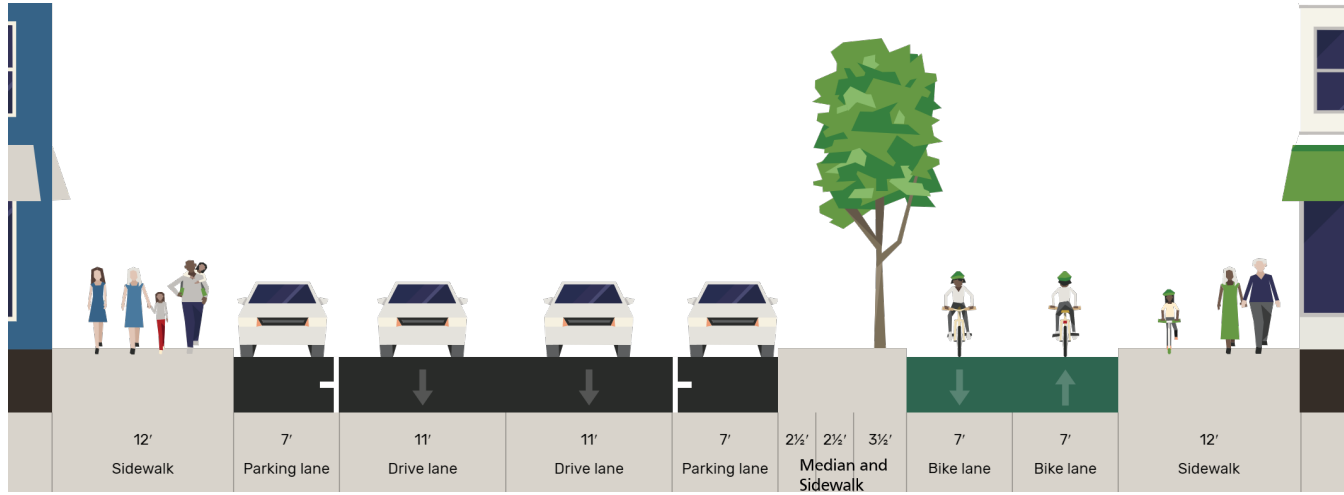 12′ 7′ 11′ 11′ 7′ 2½′ 2½′ 3½′ 7′ 7′ 12′
Sidewalk Parking lane Drive lane Drive lane Parking lane Median and Bike lane Bike lane Sidewalk
Sidewalk